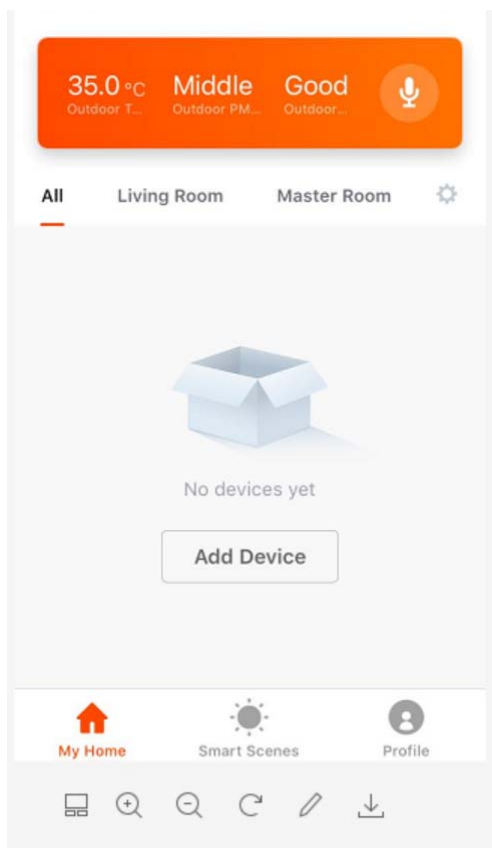 35.0 °C Middle Good
Outdoor T... Outdoor PM... Outdoor...
All Living Room Master Room
No devices yet
Add Device
My Home Smart Scenes Profile